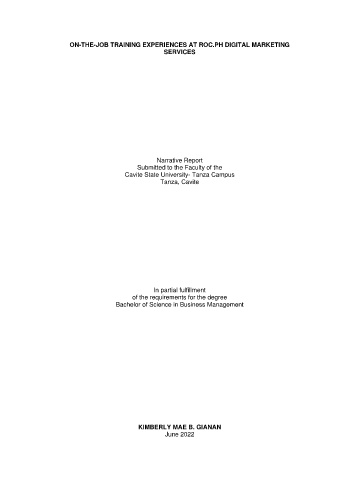 ON-THE-JOB TRAINING EXPERIENCES AT ROC.PH DIGITAL MARKETING
SERVICES
Narrative Report
Submitted to the Faculty of the
Cavite State University- Tanza Campus
Tanza, Cavite
In partial fulfillment
of the requirements for the degree
Bachelor of Science in Business Management
KIMBERLY MAE B. GIANAN
June 2022